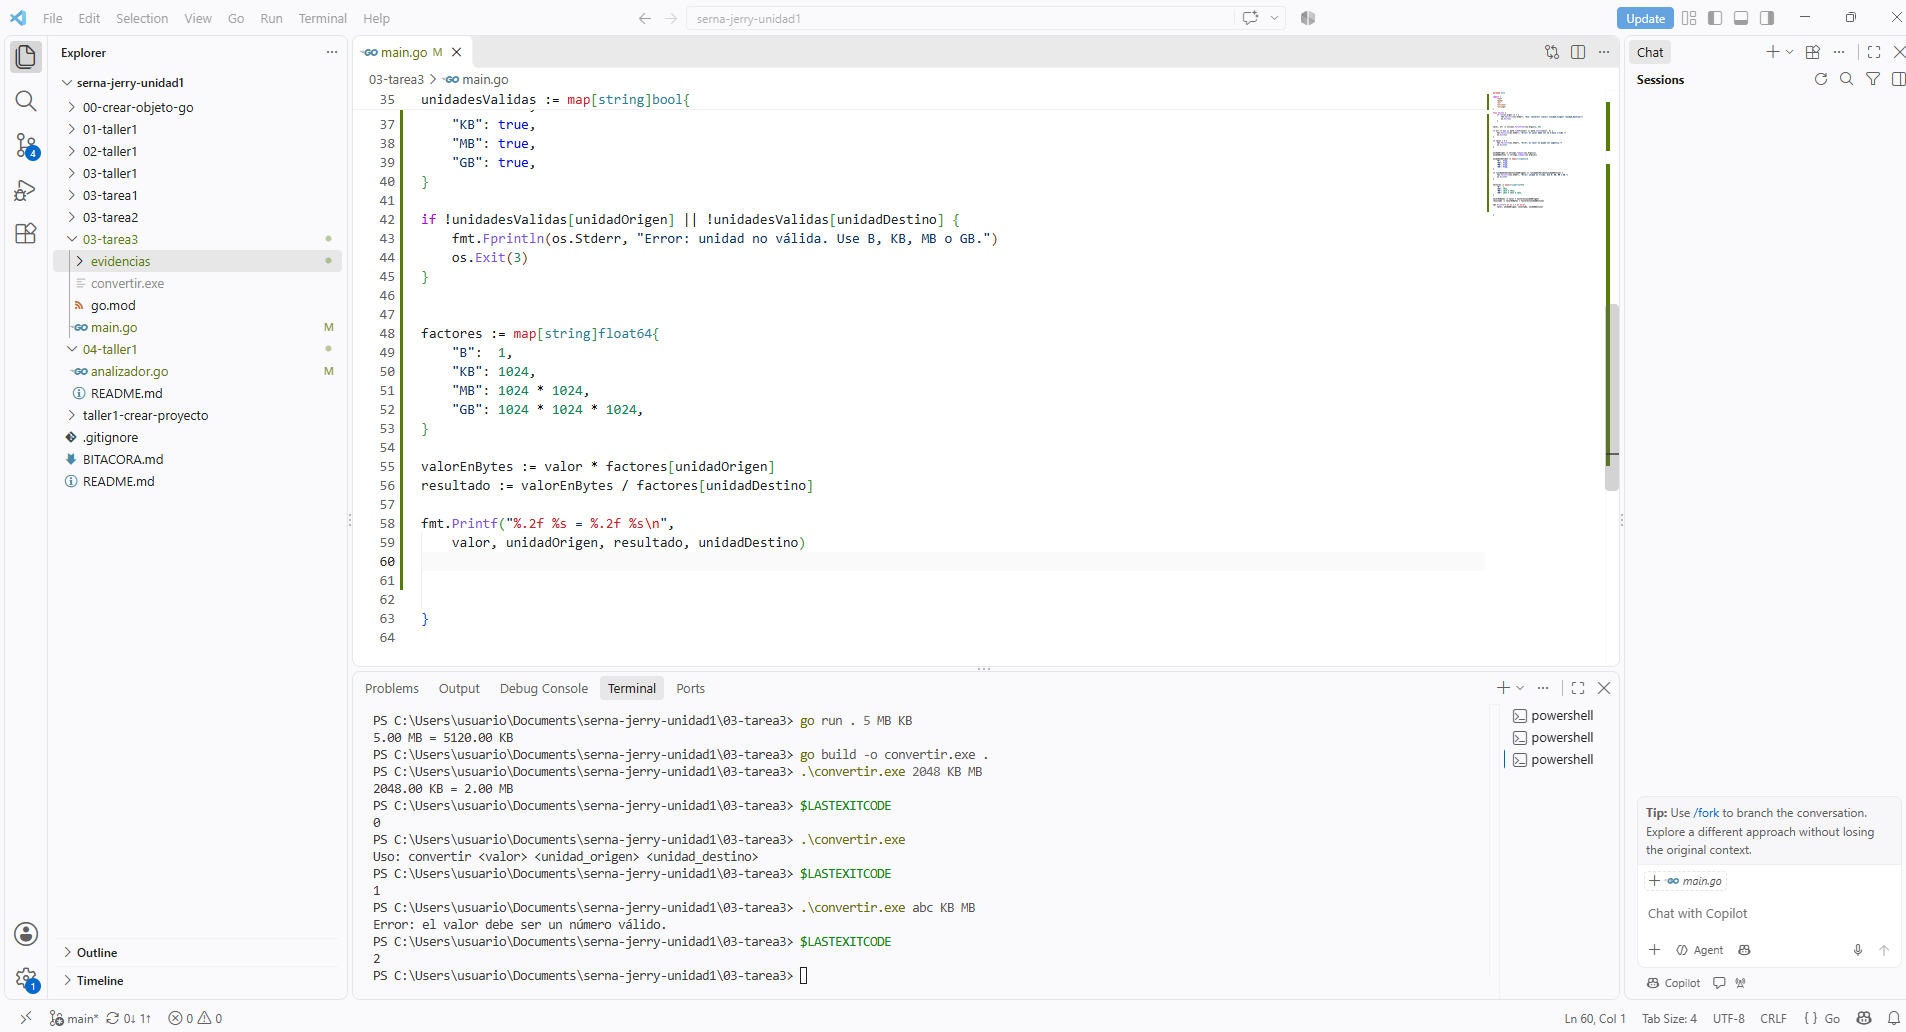 File Edit Selection View Go Run Terminal Help
serna-jerry-unidad1
Update
Explorer
serna-jerry-unidad1
00-crear-objeto-go
01-taller1
02-taller1
03-taller1
03-tarea1
03-tarea2
03-tarea3
evidencias
convertir.exe
go.mod
main.go M
04-taller1
analizador.go M
README.md
taller1-crear-proyecto
.gitignore
BITACORA.md
README.md
Outline
Timeline
main.go M
03-tarea3 > main.go
35 unidadesValidas := map[string]bool{
37 "KB": true,
38 "MB": true,
39 "GB": true,
40 }
41
42 if !unidadesValidas[unidadOrigen] || !unidadesValidas[unidadDestino] {
43 fmt.Fprintln(os.Stderr, "Error: unidad no válida. Use B, KB, MB o GB.")
44 os.Exit(3)
45 }
46
47
48 factores := map[string]float64{
49 "B": 1,
50 "KB": 1024,
51 "MB": 1024 * 1024,
52 "GB": 1024 * 1024 * 1024,
53 }
54
55 valorEnBytes := valor * factores[unidadOrigen]
56 resultado := valorEnBytes / factores[unidadDestino]
57
58 fmt.Printf("%.2f %s = %.2f %s\n",
59 valor, unidadOrigen, resultado, unidadDestino)
60
61
62
63 }
64
Problems Output Debug Console Terminal Ports
PS C:\Users\usuario\Documents\serna-jerry-unidad1\03-tarea3> go run . 5 MB KB
5.00 MB = 5120.00 KB
PS C:\Users\usuario\Documents\serna-jerry-unidad1\03-tarea3> go build -o convertir.exe .
PS C:\Users\usuario\Documents\serna-jerry-unidad1\03-tarea3> .\convertir.exe 2048 KB MB
2048.00 KB = 2.00 MB
PS C:\Users\usuario\Documents\serna-jerry-unidad1\03-tarea3> $LASTEXITCODE
0
PS C:\Users\usuario\Documents\serna-jerry-unidad1\03-tarea3> .\convertir.exe
Uso: convertir <valor> <unidad_origen> <unidad_destino>
PS C:\Users\usuario\Documents\serna-jerry-unidad1\03-tarea3> $LASTEXITCODE
1
PS C:\Users\usuario\Documents\serna-jerry-unidad1\03-tarea3> .\convertir.exe abc KB MB
Error: el valor debe ser un número válido.
PS C:\Users\usuario\Documents\serna-jerry-unidad1\03-tarea3> $LASTEXITCODE
2
PS C:\Users\usuario\Documents\serna-jerry-unidad1\03-tarea3>
powershell
powershell
powershell
Chat
Sessions
Tip: Use /fork to branch the conversation.
Explore a different approach without losing
the original context.
main.go
Chat with Copilot
Agent
Copilot
4
1
main* 0↓ 1↑ 0 0
Ln 60, Col 1 Tab Size: 4 UTF-8 CRLF {} Go